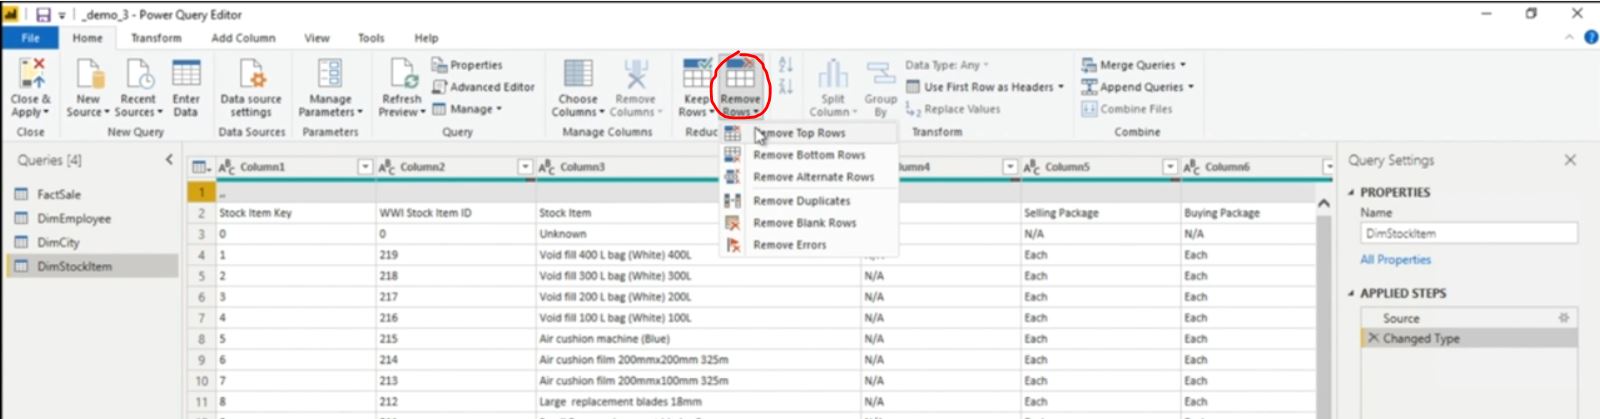 _demo_3 - Power Query Editor
File Home Transform Add Column View Tools Help
Close & Apply
New Source
Recent Sources
Enter Data
Data source settings
Manage Parameters
Refresh Preview
Properties
Advanced Editor
Manage
Choose Columns
Remove Columns
Keep Rows
Remove Rows
Split Column
Group By
Data Type: Any
Use First Row as Headers
Replace Values
Merge Queries
Append Queries
Combine Files
Close New Query Data Sources Parameters Query Manage Columns Reduc Transform Combine
Remove Top Rows
Remove Bottom Rows
Remove Alternate Rows
Remove Duplicates
Remove Blank Rows
Remove Errors
Queries [4]
FactSale
DimEmployee
DimCity
DimStockItem
Column1 Column2 Column3 umn4 Column5 Column6
1
2 Stock Item Key WWI Stock Item ID Stock Item Selling Package Buying Package
3 0 0 Unknown N/A N/A
4 1 219 Void fill 400 L bag (White) 400L Each Each
5 2 218 Void fill 300 L bag (White) 300L N/A Each Each
6 3 217 Void fill 200 L bag (White) 200L N/A Each Each
7 4 216 Void fill 100 L bag (White) 100L N/A Each Each
8 5 215 Air cushion machine (Blue) N/A Each Each
9 6 214 Air cushion film 200mmx200mm 325m N/A Each Each
10 7 213 Air cushion film 200mmx100mm 325m N/A Each Each
11 8 212 Large replacement blades 18mm N/A Each Each
Query Settings
PROPERTIES
Name
DimStockItem
All Properties
APPLIED STEPS
Source
Changed Type